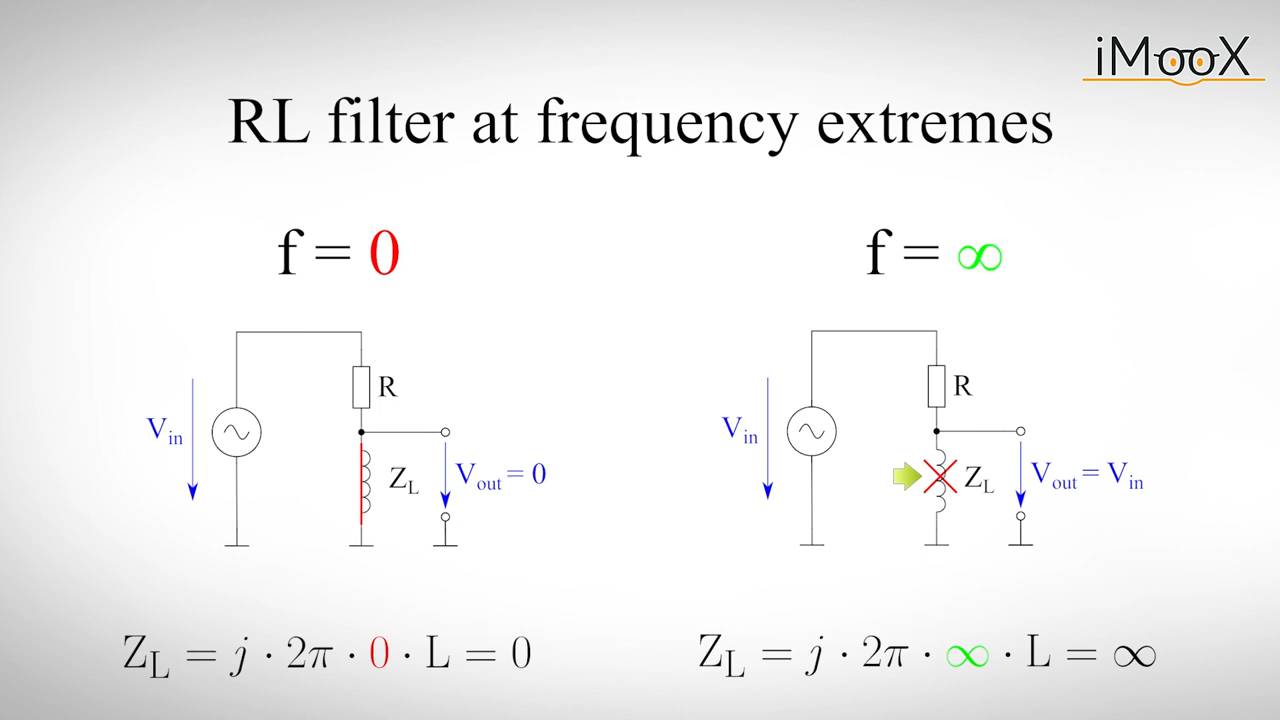 iMooX
RL filter at frequency extremes
f = 0
f = ∞
R
V_in
Z_L
V_out = 0
R
V_in
Z_L
V_out = V_in
Z_L = j · 2π · 0 · L = 0
Z_L = j · 2π · ∞ · L = ∞